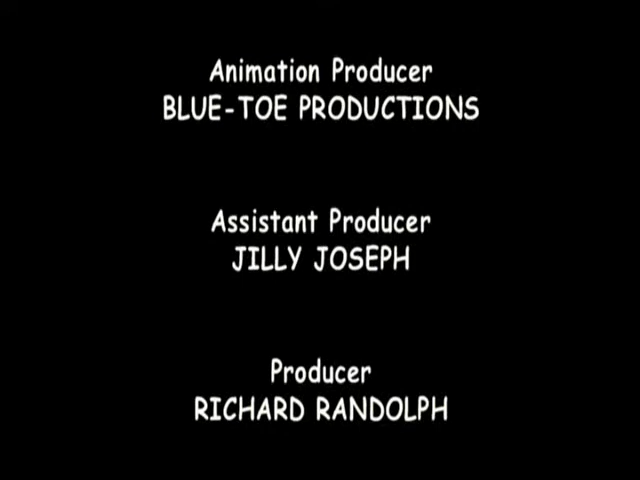 Animation Producer
BLUE-TOE PRODUCTIONS
Assistant Producer
JILLY JOSEPH
Producer
RICHARD RANDOLPH